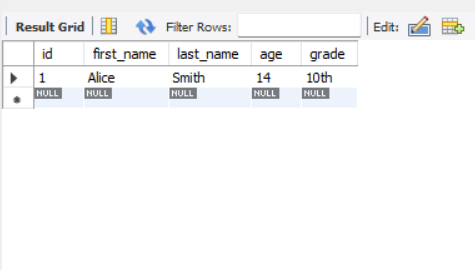 Result Grid Filter Rows: Edit:
id first_name last_name age grade
1 Alice Smith 14 10th
NULL NULL NULL NULL NULL